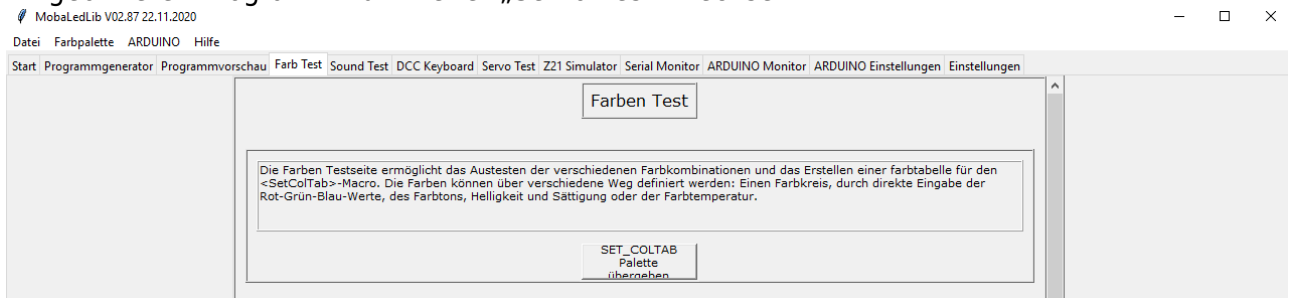 MobaLedLib V02.87 22.11.2020
Datei Farbpalette ARDUINO Hilfe
Start Programmgenerator Programmvorschau Farb Test Sound Test DCC Keyboard Servo Test Z21 Simulator Serial Monitor ARDUINO Monitor ARDUINO Einstellungen Einstellungen
Farben Test
Die Farben Testseite ermöglicht das Austesten der verschiedenen Farbkombinationen und das Erstellen einer farbtabelle für den
<SetColTab>-Macro. Die Farben können über verschiedene Weg definiert werden: Einen Farbkreis, durch direkte Eingabe der
Rot-Grün-Blau-Werte, des Farbtons, Helligkeit und Sättigung oder der Farbtemperatur.
SET_COLTAB
Palette
übergeben